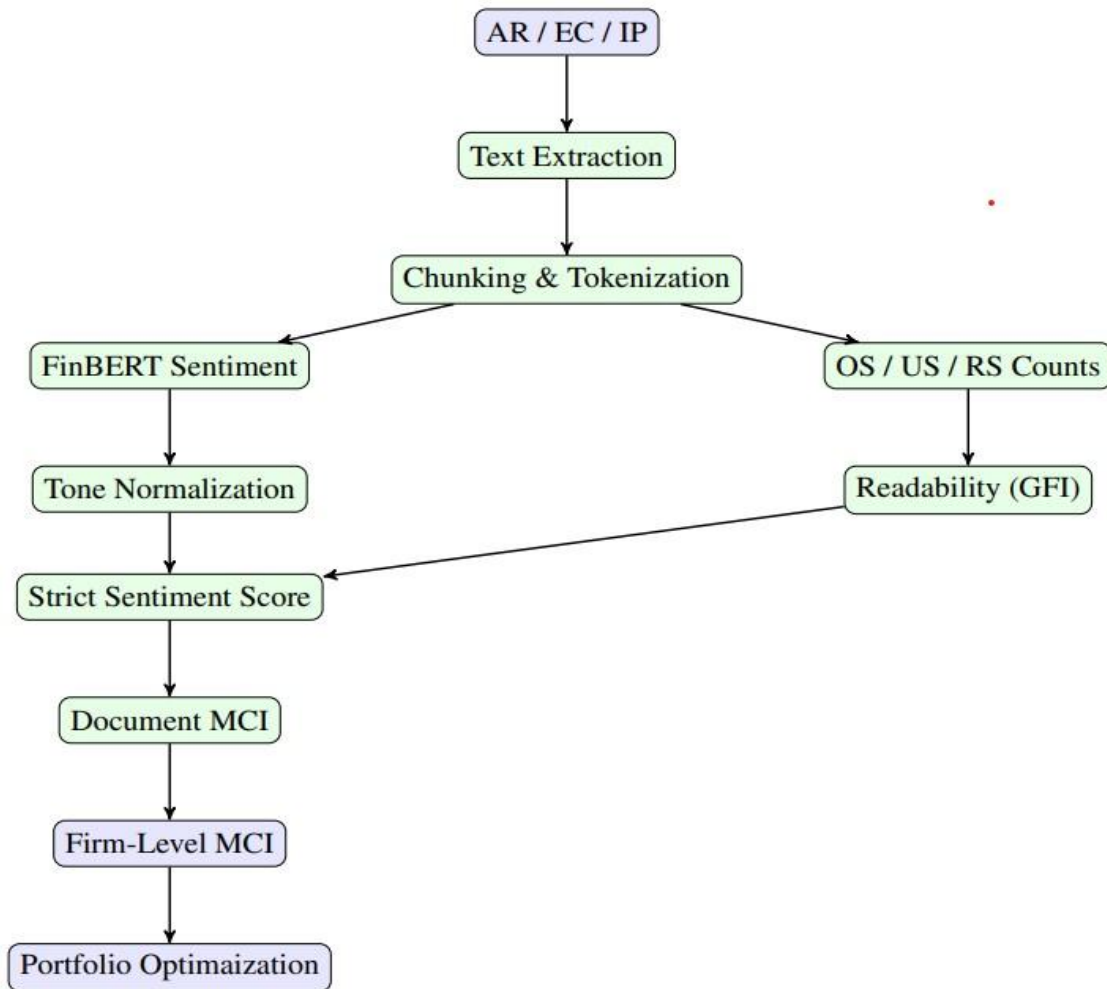 AR / EC / IP
Text Extraction
Chunking & Tokenization
FinBERT Sentiment
OS / US / RS Counts
Tone Normalization
Readability (GFI)
Strict Sentiment Score
Document MCI
Firm-Level MCI
Portfolio Optimaization